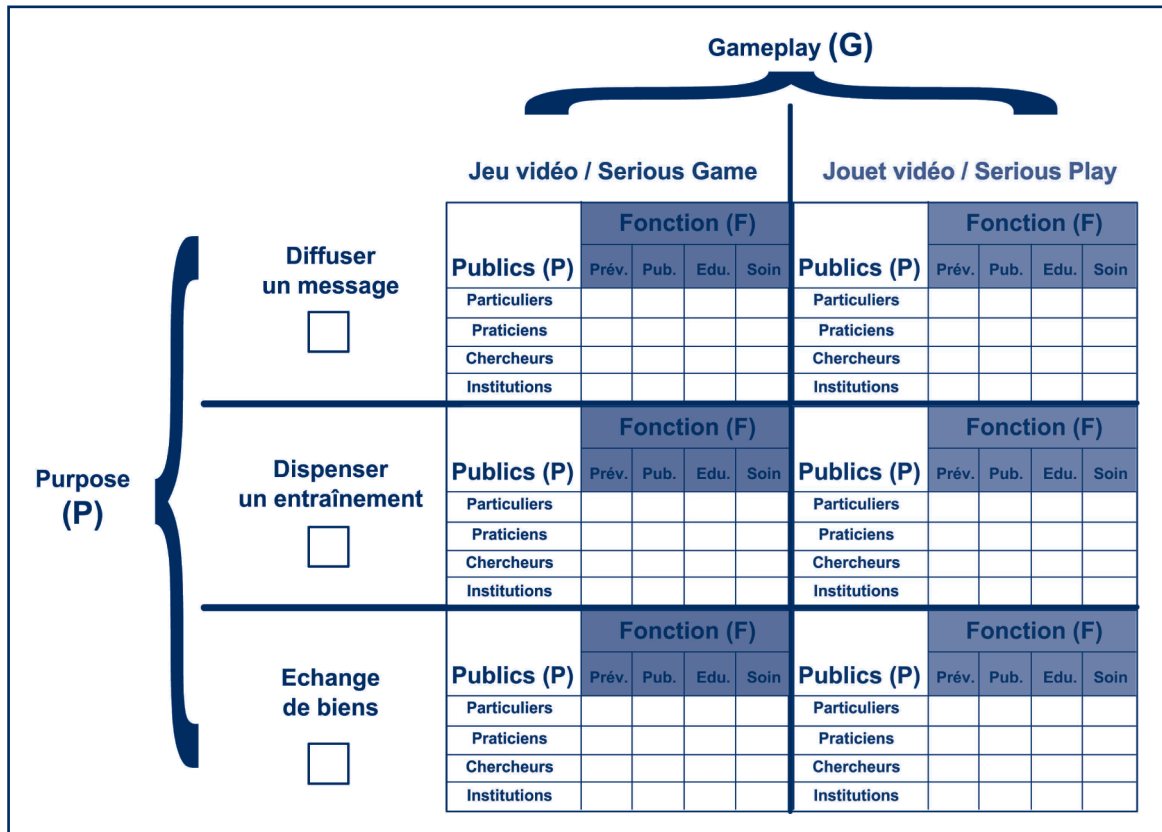 Gameplay (G)
Jeu vidéo / Serious Game
Jouet vidéo / Serious Play
Purpose
(P)
Diffuser
un message
Fonction (F)
Publics (P) Prév. Pub. Edu. Soin
Particuliers
Praticiens
Chercheurs
Institutions
Fonction (F)
Publics (P) Prév. Pub. Edu. Soin
Particuliers
Praticiens
Chercheurs
Institutions
Dispenser
un entraînement
Fonction (F)
Publics (P) Prév. Pub. Edu. Soin
Particuliers
Praticiens
Chercheurs
Institutions
Fonction (F)
Publics (P) Prév. Pub. Edu. Soin
Particuliers
Praticiens
Chercheurs
Institutions
Echange
de biens
Fonction (F)
Publics (P) Prév. Pub. Edu. Soin
Particuliers
Praticiens
Chercheurs
Institutions
Fonction (F)
Publics (P) Prév. Pub. Edu. Soin
Particuliers
Praticiens
Chercheurs
Institutions